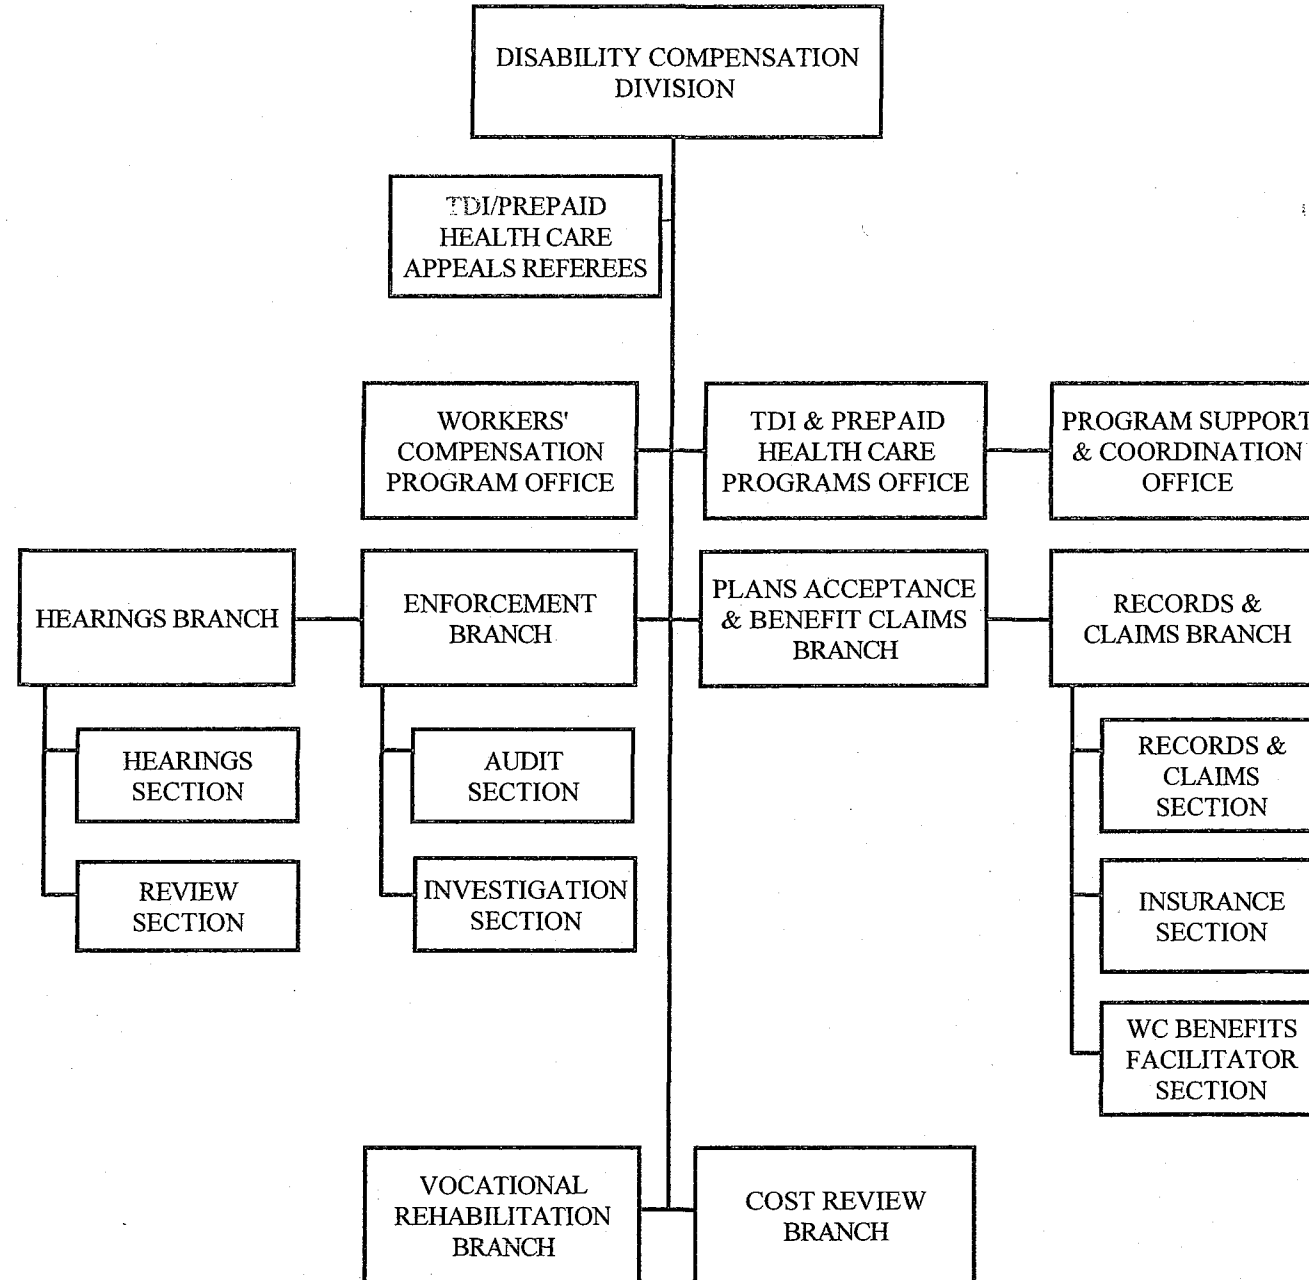 DISABILITY COMPENSATION
DIVISION
TDI/PREPAID
HEALTH CARE
APPEALS REFEREES
WORKERS'
COMPENSATION
PROGRAM OFFICE
TDI & PREPAID
HEALTH CARE
PROGRAMS OFFICE
PROGRAM SUPPORT
& COORDINATION
OFFICE
HEARINGS BRANCH
ENFORCEMENT
BRANCH
PLANS ACCEPTANCE
& BENEFIT CLAIMS
BRANCH
RECORDS &
CLAIMS BRANCH
HEARINGS
SECTION
REVIEW
SECTION
AUDIT
SECTION
INVESTIGATION
SECTION
RECORDS &
CLAIMS
SECTION
INSURANCE
SECTION
WC BENEFITS
FACILITATOR
SECTION
VOCATIONAL
REHABILITATION
BRANCH
COST REVIEW
BRANCH